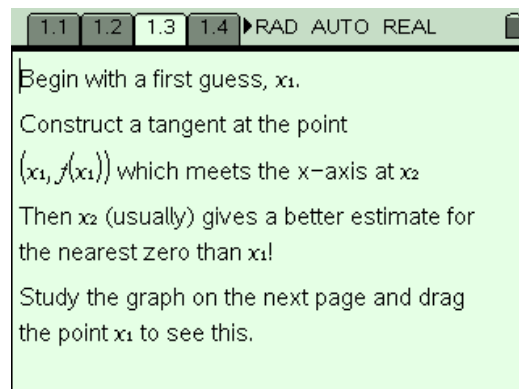 1.1 1.2 1.3 1.4 RAD AUTO REAL
Begin with a first guess, x₁.
Construct a tangent at the point
(x₁, f(x₁)) which meets the x-axis at x₂
Then x₂ (usually) gives a better estimate for
the nearest zero than x₁!
Study the graph on the next page and drag
the point x₁ to see this.